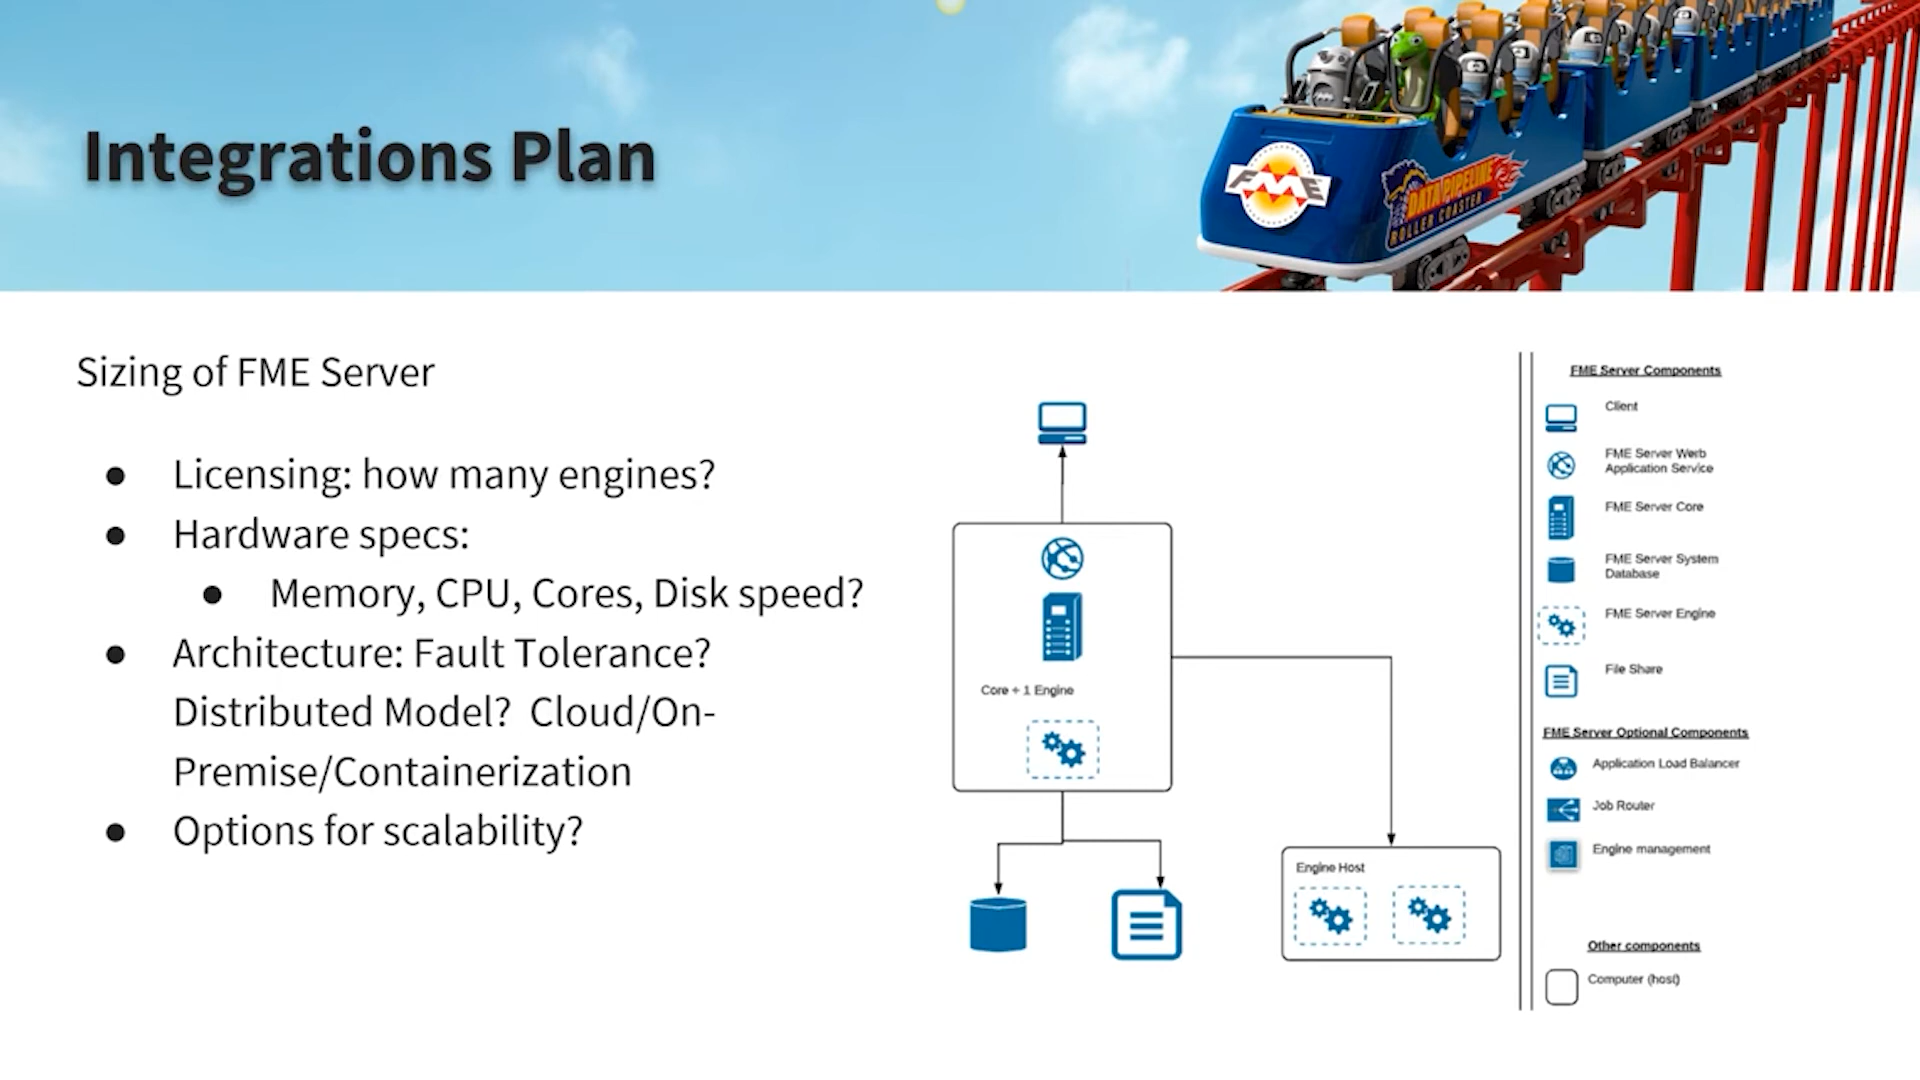 Integrations Plan
FME
DATA PIPELINE
ROLLER COASTER
Sizing of FME Server
● Licensing: how many engines?
● Hardware specs:
● Memory, CPU, Cores, Disk speed?
● Architecture: Fault Tolerance?
Distributed Model?  Cloud/On-
Premise/Containerization
● Options for scalability?
Core + 1 Engine
Engine Host
FME Server Components
Client
FME Server Werb
Application Service
FME Server Core
FME Server System
Database
FME Server Engine
File Share
FME Server Optional Components
Application Load Balancer
Job Router
Engine management
Other components
Computer (host)